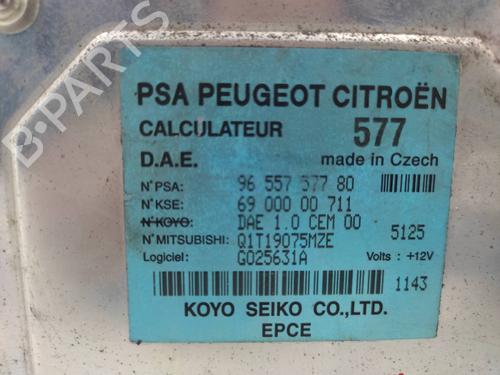 B-PARTS
PSA PEUGEOT CITROËN
CALCULATEUR 577
D.A.E. made in Czech
N°PSA: 96 557 377 80
N°KSE: 69 000 00 711
N°KOYO: DAE 1.0 CEM 00
N°MITSUBISHI: Q1T19075MZE 5125
Logiciel: G025631A Volts : +12V
1143
KOYO SEIKO CO.,LTD.
EPCE